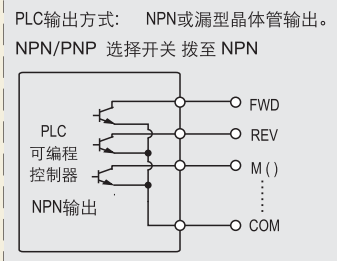 PLC输出方式: NPN或漏型晶体管输出。
NPN/PNP 选择开关 拨至 NPN
FWD
PLC
REV
可编程
M ( )
控制器
NPN输出
COM